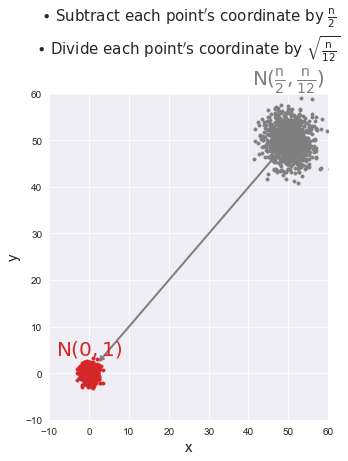 • Subtract each point's coordinate by n/2
• Divide each point's coordinate by √(n/12)
N(n/2, n/12)
60
50
40
y
30
20
10
N(0, 1)
0
-10
-10 0 10 20 30 40 50 60
x